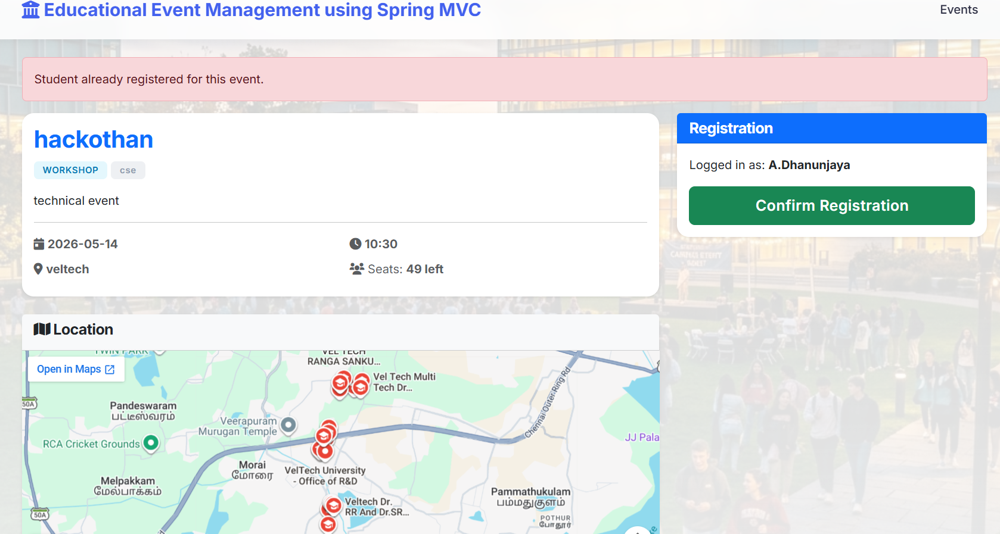 Educational Event Management using Spring MVC
Events
Student already registered for this event.
hackothan
WORKSHOP cse
technical event
2026-05-14
10:30
veltech
Seats: 49 left
Registration
Logged in as: A.Dhanunjaya
Confirm Registration
Location
Open in Maps
TWIN PARK
VEL TECH
RANGA SANKU...
Vel Tech Multi
Tech Dr...
50A
Pandeswaram
பட்டீஸ்வரம்
Veerapuram
Murugan Temple
Chennai Outer Ring Rd
RCA Cricket Grounds
JJ Pala
Morai
மோரை
VelTech University
- Office of R&D
Melpakkam
மேல்பாக்கம்
Veltech Dr.
RR And Dr.SR...
Pammathukulam
பம்மதுகுளம்
50A
POTHUR
போதூர்